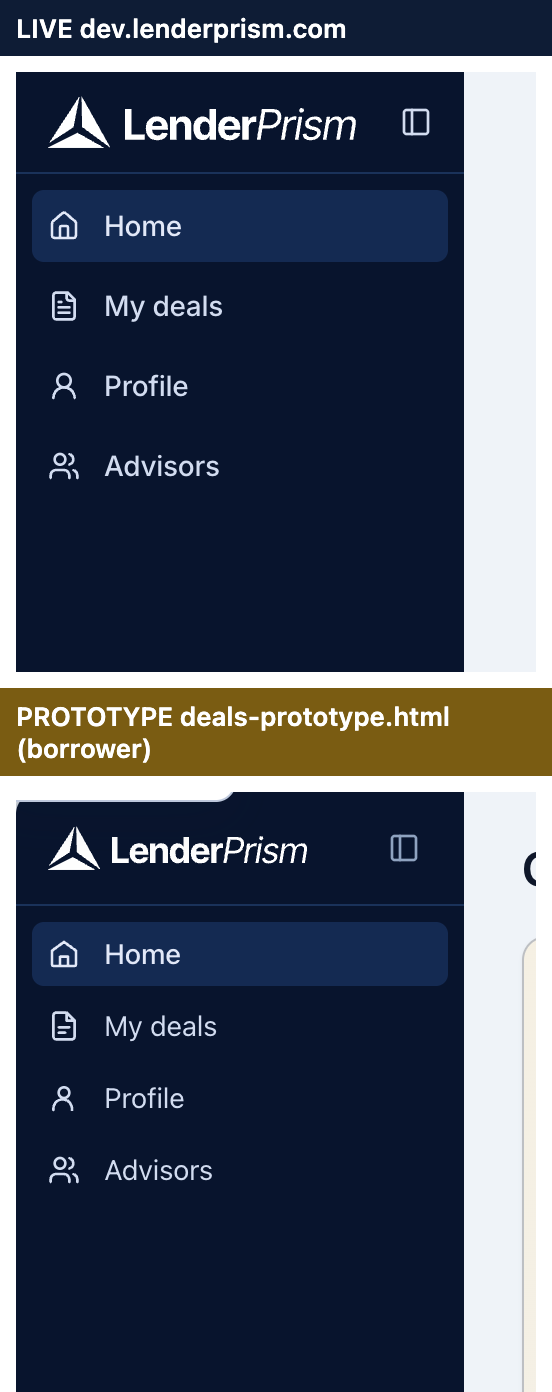 LIVE dev.lenderprism.com
LenderPrism
Home
My deals
Profile
Advisors
PROTOTYPE deals-prototype.html
(borrower)
LenderPrism
Home
My deals
Profile
Advisors